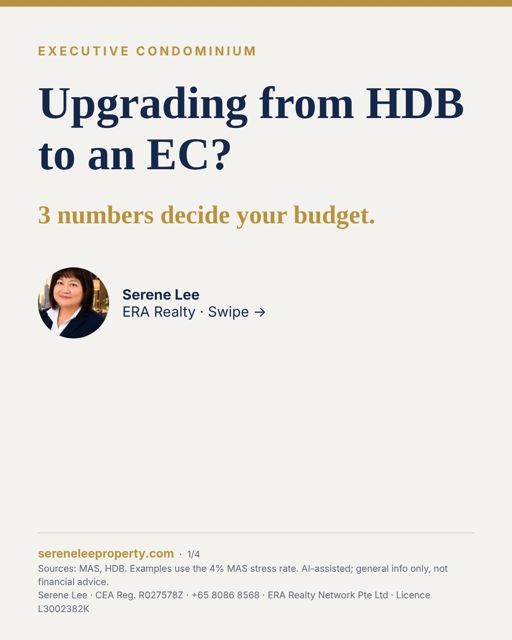 EXECUTIVE CONDOMINIUM
Upgrading from HDB
to an EC?
3 numbers decide your budget.
Serene Lee
ERA Realty · Swipe →
sereneleeproperty.com · 1/4
Sources: MAS, HDB. Examples use the 4% MAS stress rate. AI-assisted; general info only, not
financial advice.
Serene Lee · CEA Reg. R027578Z · +65 8086 8568 · ERA Realty Network Pte Ltd · Licence
L3002382K